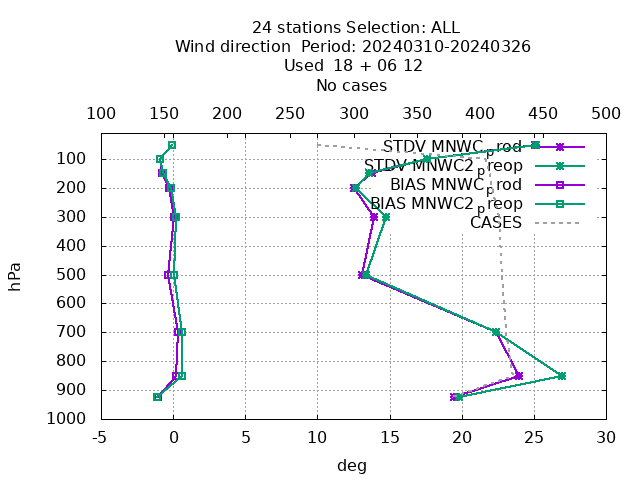 24 stations Selection: ALL
Wind direction  Period: 20240310-20240326
Used  18 + 06 12
No cases
100 150 200 250 300 350 400 450 500
STDV MNWC_prod
STDV MNWC2_preop
BIAS MNWC_prod
BIAS MNWC2_preop
CASES
100
200
300
400
500
600
700
800
900
1000
hPa
-5 0 5 10 15 20 25 30
deg